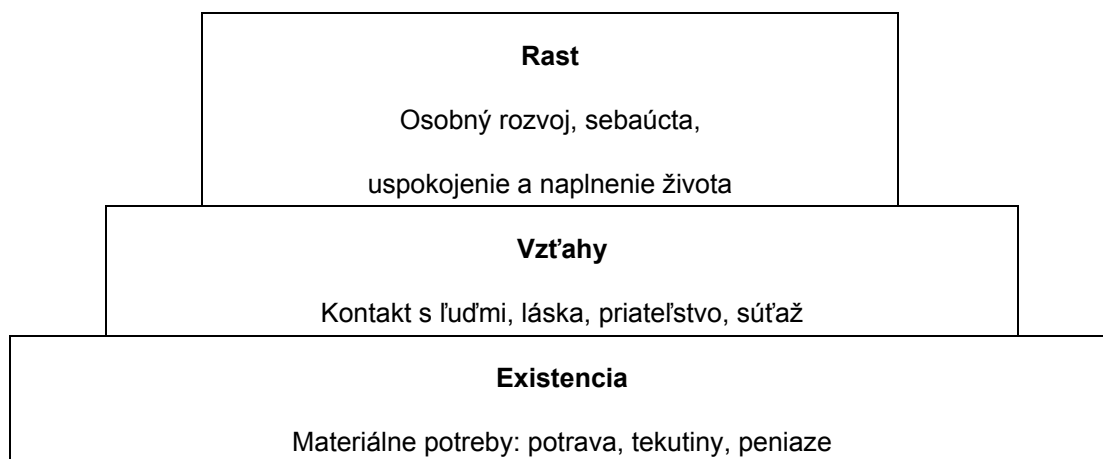 Rast
Osobný rozvoj, sebaúcta,
uspokojenie a naplnenie života
Vzťahy
Kontakt s ľuďmi, láska, priateľstvo, súťaž
Existencia
Materiálne potreby: potrava, tekutiny, peniaze